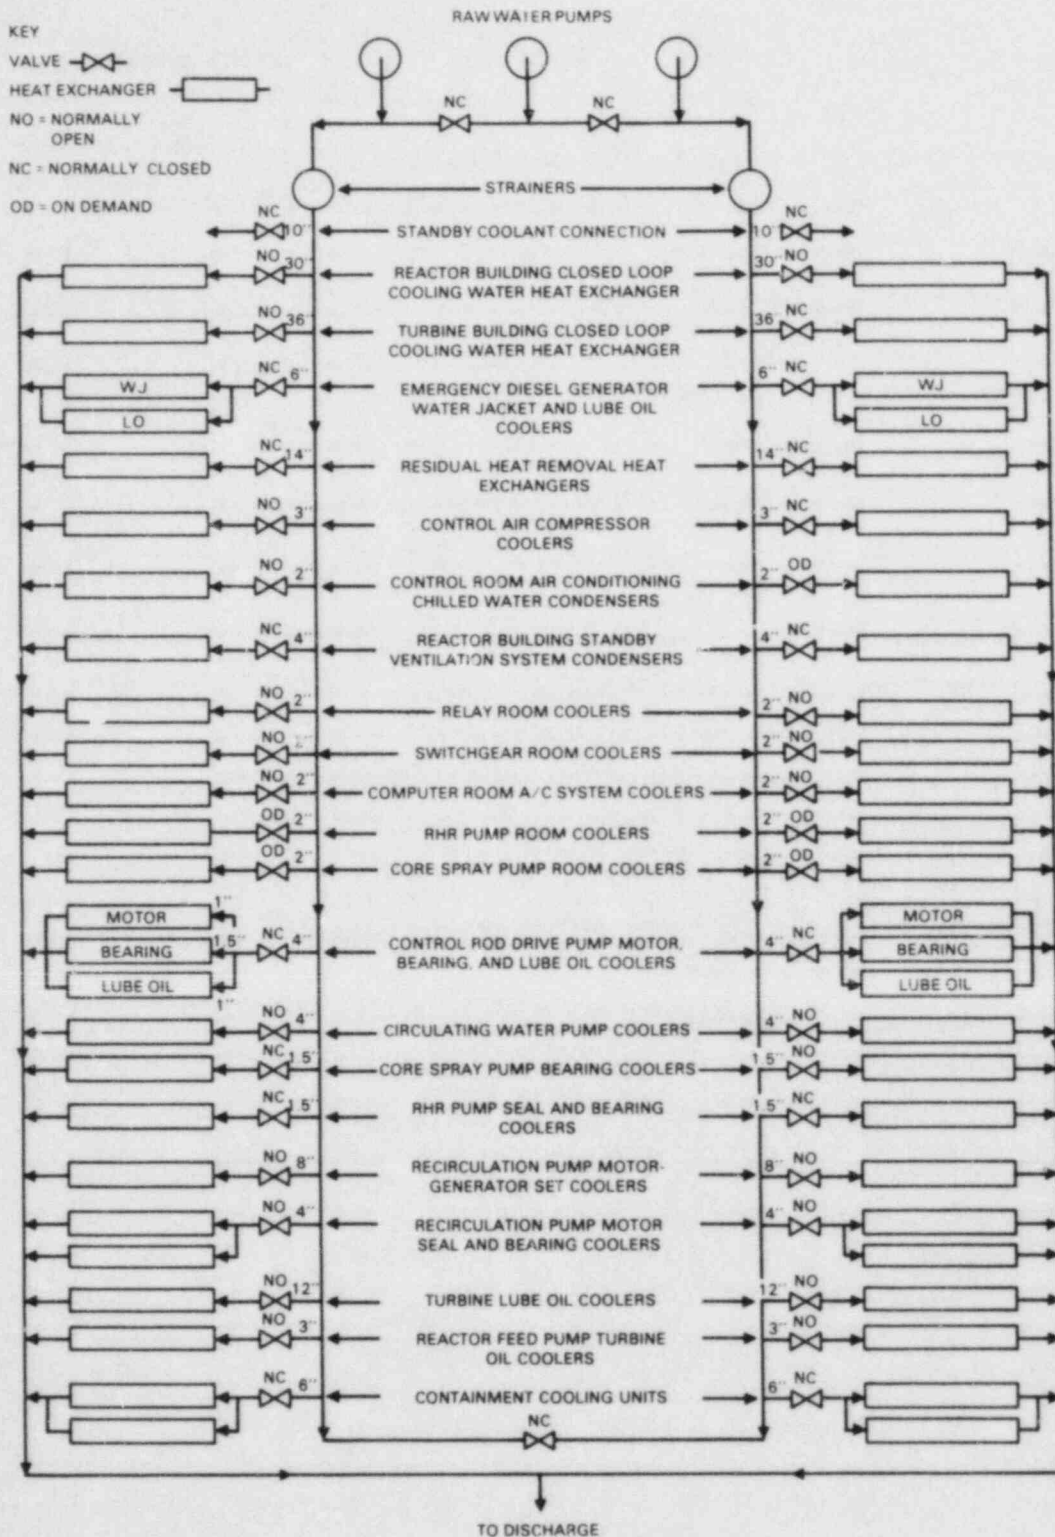 RAW WATER PUMPS
KEY
VALVE
HEAT EXCHANGER
NO = NORMALLY
OPEN
NC = NORMALLY CLOSED
OD = ON DEMAND
NC NC
STRAINERS
NC 10'' STANDBY COOLANT CONNECTION 10'' NC
NO 30'' REACTOR BUILDING CLOSED LOOP 30'' NO
COOLING WATER HEAT EXCHANGER
NO 36'' TURBINE BUILDING CLOSED LOOP 36'' NC
COOLING WATER HEAT EXCHANGER
WJ NC 6'' EMERGENCY DIESEL GENERATOR 6'' NC WJ
LO WATER JACKET AND LUBE OIL LO
COOLERS
NC 14'' RESIDUAL HEAT REMOVAL HEAT 14'' NC
EXCHANGERS
NO 3'' CONTROL AIR COMPRESSOR 3'' NC
COOLERS
NO 2'' CONTROL ROOM AIR CONDITIONING 2'' OD
CHILLED WATER CONDENSERS
NC 4'' REACTOR BUILDING STANDBY 4'' NC
VENTILATION SYSTEM CONDENSERS
NO 2'' RELAY ROOM COOLERS 2'' NO
NO 2'' SWITCHGEAR ROOM COOLERS 2'' NO
NO 2'' COMPUTER ROOM A/C SYSTEM COOLERS 2'' NO
OD 2'' RHR PUMP ROOM COOLERS 2'' OD
OD 2'' CORE SPRAY PUMP ROOM COOLERS 2'' OD
MOTOR 1'' MOTOR
BEARING 1.5'' NC 4'' CONTROL ROD DRIVE PUMP MOTOR, 4'' NC BEARING
BEARING, AND LUBE OIL COOLERS
LUBE OIL 1'' LUBE OIL
NO 4'' CIRCULATING WATER PUMP COOLERS 4'' NO
NC 1.5'' CORE SPRAY PUMP BEARING COOLERS 1.5'' NO
NC 1.5'' RHR PUMP SEAL AND BEARING 1.5'' NC
COOLERS
NO 8'' RECIRCULATION PUMP MOTOR- 8'' NO
GENERATOR SET COOLERS
NO 4'' RECIRCULATION PUMP MOTOR 4'' NO
SEAL AND BEARING COOLERS
NO 12'' TURBINE LUBE OIL COOLERS 12'' NO
NO 3'' REACTOR FEED PUMP TURBINE 3'' NO
OIL COOLERS
NC 6'' CONTAINMENT COOLING UNITS 6'' NC
NC
TO DISCHARGE